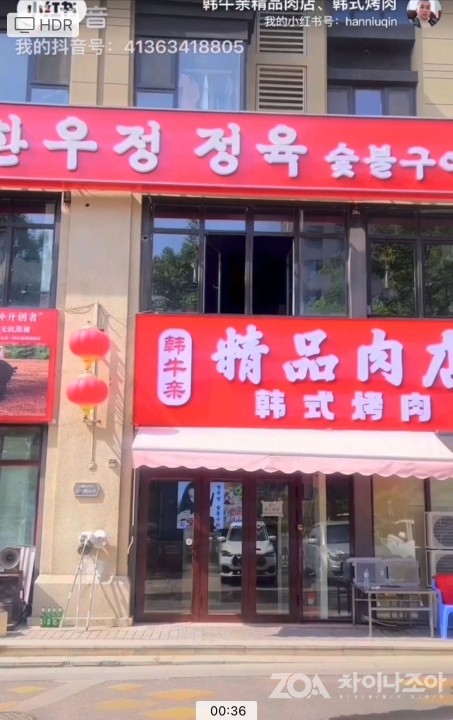 小红书
HDR
音
我的抖音号：41363418805
韩牛亲精品肉店、韩式烤肉
我的小红书号：hanniuqin
한우정 정육 숯불구이
韩牛亲
精品肉店
韩式烤肉
ZOA 차이나조아
00:36